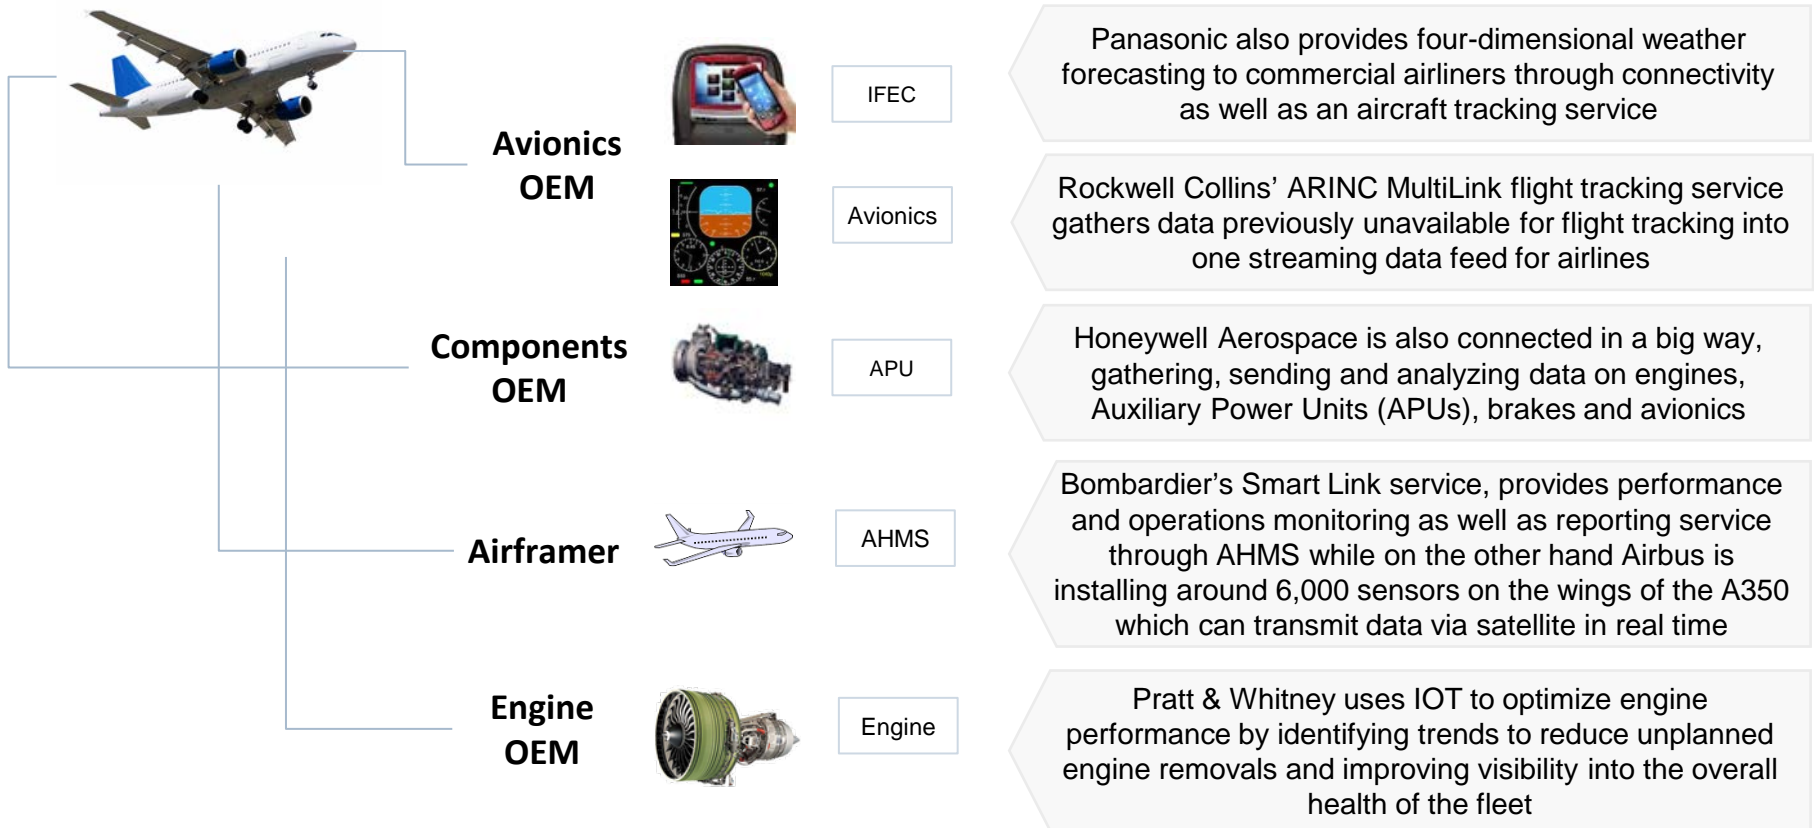 Avionics
OEM
IFEC
Panasonic also provides four-dimensional weather
forecasting to commercial airliners through connectivity
as well as an aircraft tracking service
Avionics
Rockwell Collins’ ARINC MultiLink flight tracking service
gathers data previously unavailable for flight tracking into
one streaming data feed for airlines
Components
OEM
APU
Honeywell Aerospace is also connected in a big way,
gathering, sending and analyzing data on engines,
Auxiliary Power Units (APUs), brakes and avionics
Airframer
AHMS
Bombardier’s Smart Link service, provides performance
and operations monitoring as well as reporting service
through AHMS while on the other hand Airbus is
installing around 6,000 sensors on the wings of the A350
which can transmit data via satellite in real time
Engine
OEM
Engine
Pratt & Whitney uses IOT to optimize engine
performance by identifying trends to reduce unplanned
engine removals and improving visibility into the overall
health of the fleet